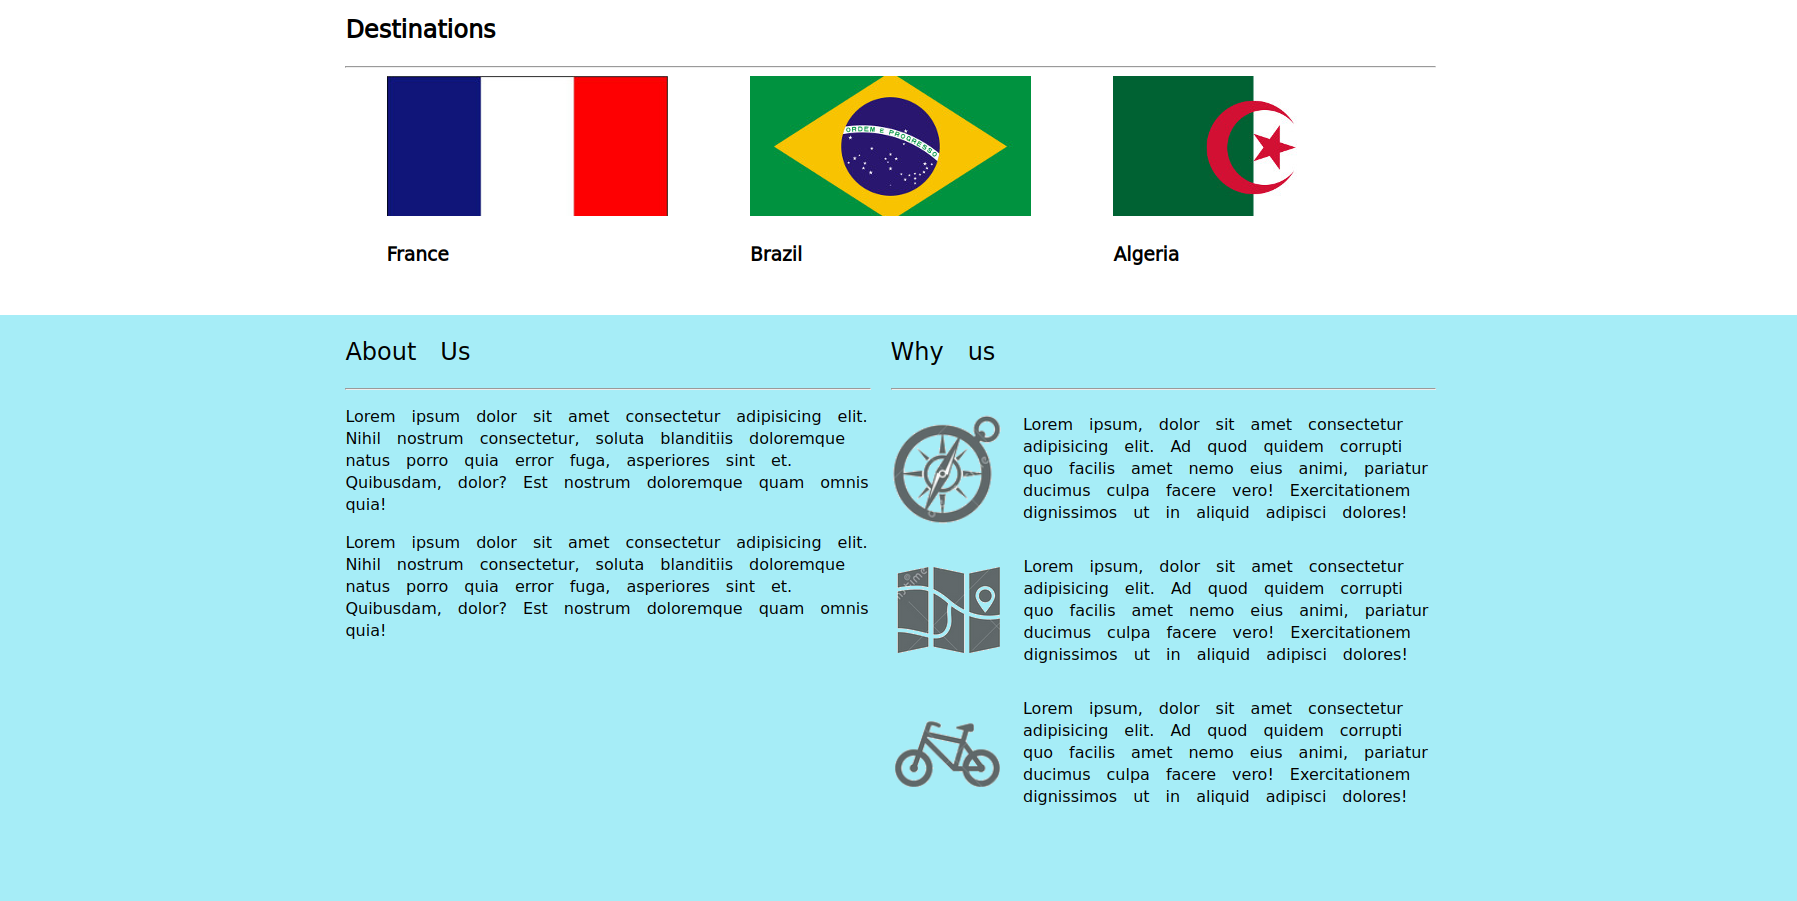 Destinations
ORDEM E PROGRESSO
France
Brazil
Algeria
About Us
Lorem ipsum dolor sit amet consectetur adipisicing elit.
Nihil nostrum consectetur, soluta blanditiis doloremque
natus porro quia error fuga, asperiores sint et.
Quibusdam, dolor? Est nostrum doloremque quam omnis
quia!
Lorem ipsum dolor sit amet consectetur adipisicing elit.
Nihil nostrum consectetur, soluta blanditiis doloremque
natus porro quia error fuga, asperiores sint et.
Quibusdam, dolor? Est nostrum doloremque quam omnis
quia!
Why us
Lorem ipsum, dolor sit amet consectetur
adipisicing elit. Ad quod quidem corrupti
quo facilis amet nemo eius animi, pariatur
ducimus culpa facere vero! Exercitationem
dignissimos ut in aliquid adipisci dolores!
Lorem ipsum, dolor sit amet consectetur
adipisicing elit. Ad quod quidem corrupti
quo facilis amet nemo eius animi, pariatur
ducimus culpa facere vero! Exercitationem
dignissimos ut in aliquid adipisci dolores!
Lorem ipsum, dolor sit amet consectetur
adipisicing elit. Ad quod quidem corrupti
quo facilis amet nemo eius animi, pariatur
ducimus culpa facere vero! Exercitationem
dignissimos ut in aliquid adipisci dolores!